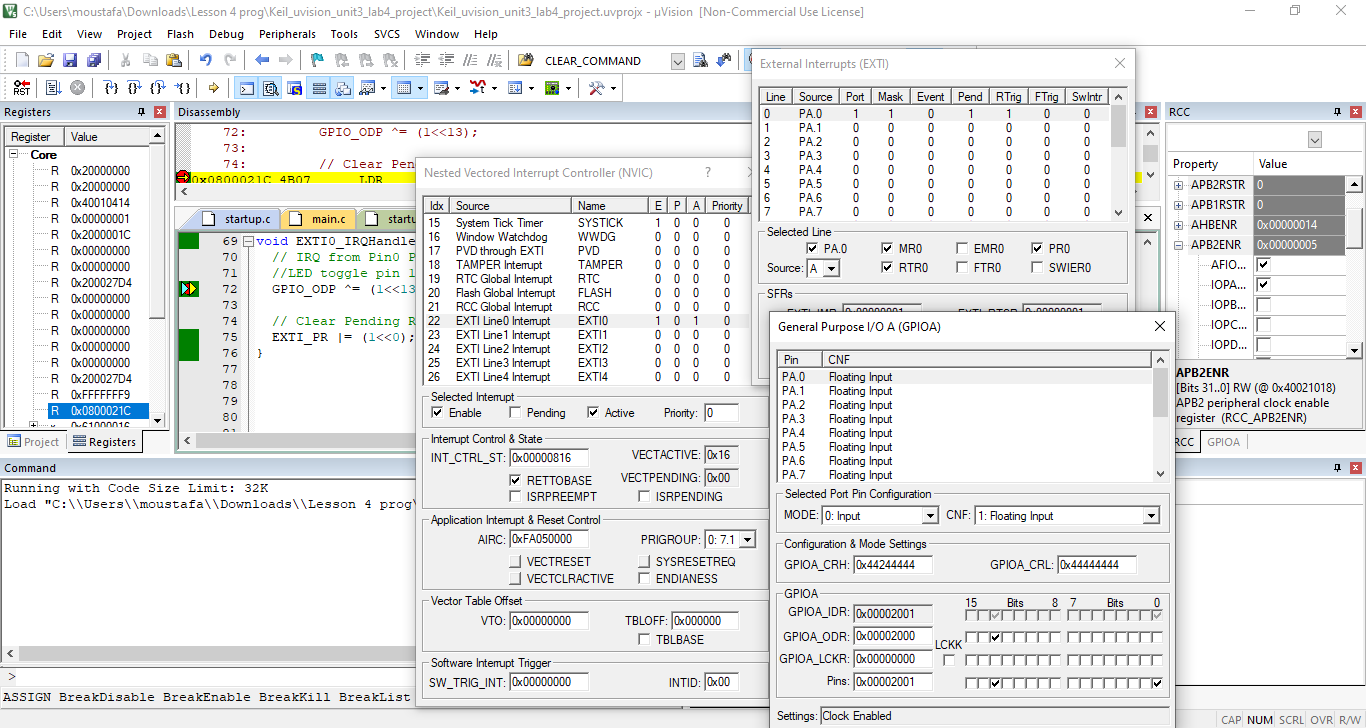 C:\Users\moustafa\Downloads\Lesson 4 prog\Keil_uvision_unit3_lab4_project\Keil_uvision_unit3_lab4_project.uvprojx - µVision [Non-Commercial Use License]
File Edit View Project Flash Debug Peripherals Tools SVCS Window Help
CLEAR_COMMAND
RST
Registers
Register Value
Core
R 0x20000000
R 0x20000000
R 0x40010414
R 0x00000001
R 0x2000001C
R 0x00000000
R 0x00000000
R 0x200027D4
R 0x00000000
R 0x00000000
R 0x00000000
R 0x00000000
R 0x00000000
R 0x200027D4
R 0xFFFFFFF9
R 0x0800021C
x 0x61000016
Project Registers
Disassembly
72: GPIO_ODP ^= (1<<13);
73:
74: // Clear Pen
0x0800021C 4B07 LDR
startup.c main.c startu
69 void EXTI0_IRQHandle
70 // IRQ from Pin0 P
71 //LED toggle pin 1
72 GPIO_ODP ^= (1<<13
73
74 // Clear Pending R
75 EXTI_PR |= (1<<0);
76 }
77
78
79
80
81
Nested Vectored Interrupt Controller (NVIC) ?
Idx Source Name E P A Priority
15 System Tick Timer SYSTICK 1 0 0 0
16 Window Watchdog WWDG 0 0 0 0
17 PVD through EXTI PVD 0 0 0 0
18 TAMPER Interrupt TAMPER 0 0 0 0
19 RTC Global Interrupt RTC 0 0 0 0
20 Flash Global Interrupt FLASH 0 0 0 0
21 RCC Global Interrupt RCC 0 0 0 0
22 EXTI Line0 Interrupt EXTI0 1 0 1 0
23 EXTI Line1 Interrupt EXTI1 0 0 0 0
24 EXTI Line2 Interrupt EXTI2 0 0 0 0
25 EXTI Line3 Interrupt EXTI3 0 0 0 0
26 EXTI Line4 Interrupt EXTI4 0 0 0 0
Selected Interrupt
Enable Pending Active Priority: 0
Interrupt Control & State
INT_CTRL_ST: 0x00000816 VECTACTIVE: 0x16
RETTOBASE VECTPENDING: 0x00
ISRPREEMPT ISRPENDING
Application Interrupt & Reset Control
AIRC: 0xFA050000 PRIGROUP: 0: 7.1
VECTRESET SYSRESETREQ
VECTCLRACTIVE ENDIANESS
Vector Table Offset
VTO: 0x00000000 TBLOFF: 0x000000
TBLBASE
Software Interrupt Trigger
SW_TRIG_INT: 0x00000000 INTID: 0x00
External Interrupts (EXTI)
Line Source Port Mask Event Pend RTrig FTrig SwIntr
0 PA.0 1 1 0 1 1 0 0
1 PA.1 0 0 0 0 0 0 0
2 PA.2 0 0 0 0 0 0 0
3 PA.3 0 0 0 0 0 0 0
4 PA.4 0 0 0 0 0 0 0
5 PA.5 0 0 0 0 0 0 0
6 PA.6 0 0 0 0 0 0 0
7 PA.7 0 0 0 0 0 0 0
Selected Line
PA.0 MR0 EMR0 PR0
Source: A RTR0 FTR0 SWIER0
SFRs
General Purpose I/O A (GPIOA)
Pin CNF
PA.0 Floating Input
PA.1 Floating Input
PA.2 Floating Input
PA.3 Floating Input
PA.4 Floating Input
PA.5 Floating Input
PA.6 Floating Input
PA.7 Floating Input
Selected Port Pin Configuration
MODE: 0: Input CNF: 1: Floating Input
Configuration & Mode Settings
GPIOA_CRH: 0x44244444 GPIOA_CRL: 0x44444444
GPIOA
15 Bits 8 7 Bits 0
GPIOA_IDR: 0x00002001
GPIOA_ODR: 0x00002000
LCKK
GPIOA_LCKR: 0x00000000
Pins: 0x00002001
Settings: Clock Enabled
RCC
Property Value
APB2RSTR 0
APB1RSTR 0
AHBENR 0x00000014
APB2ENR 0x00000005
AFIO...
IOPA...
IOPB...
IOPC...
IOPD...
APB2ENR
[Bits 31..0] RW (@ 0x40021018)
APB2 peripheral clock enable
register (RCC_APB2ENR)
RCC GPIOA
Command
Running with Code Size Limit: 32K
Load "C:\\Users\\moustafa\\Downloads\\Lesson 4 prog\
>
ASSIGN BreakDisable BreakEnable BreakKill BreakList
CAP NUM SCRL OVR R/W